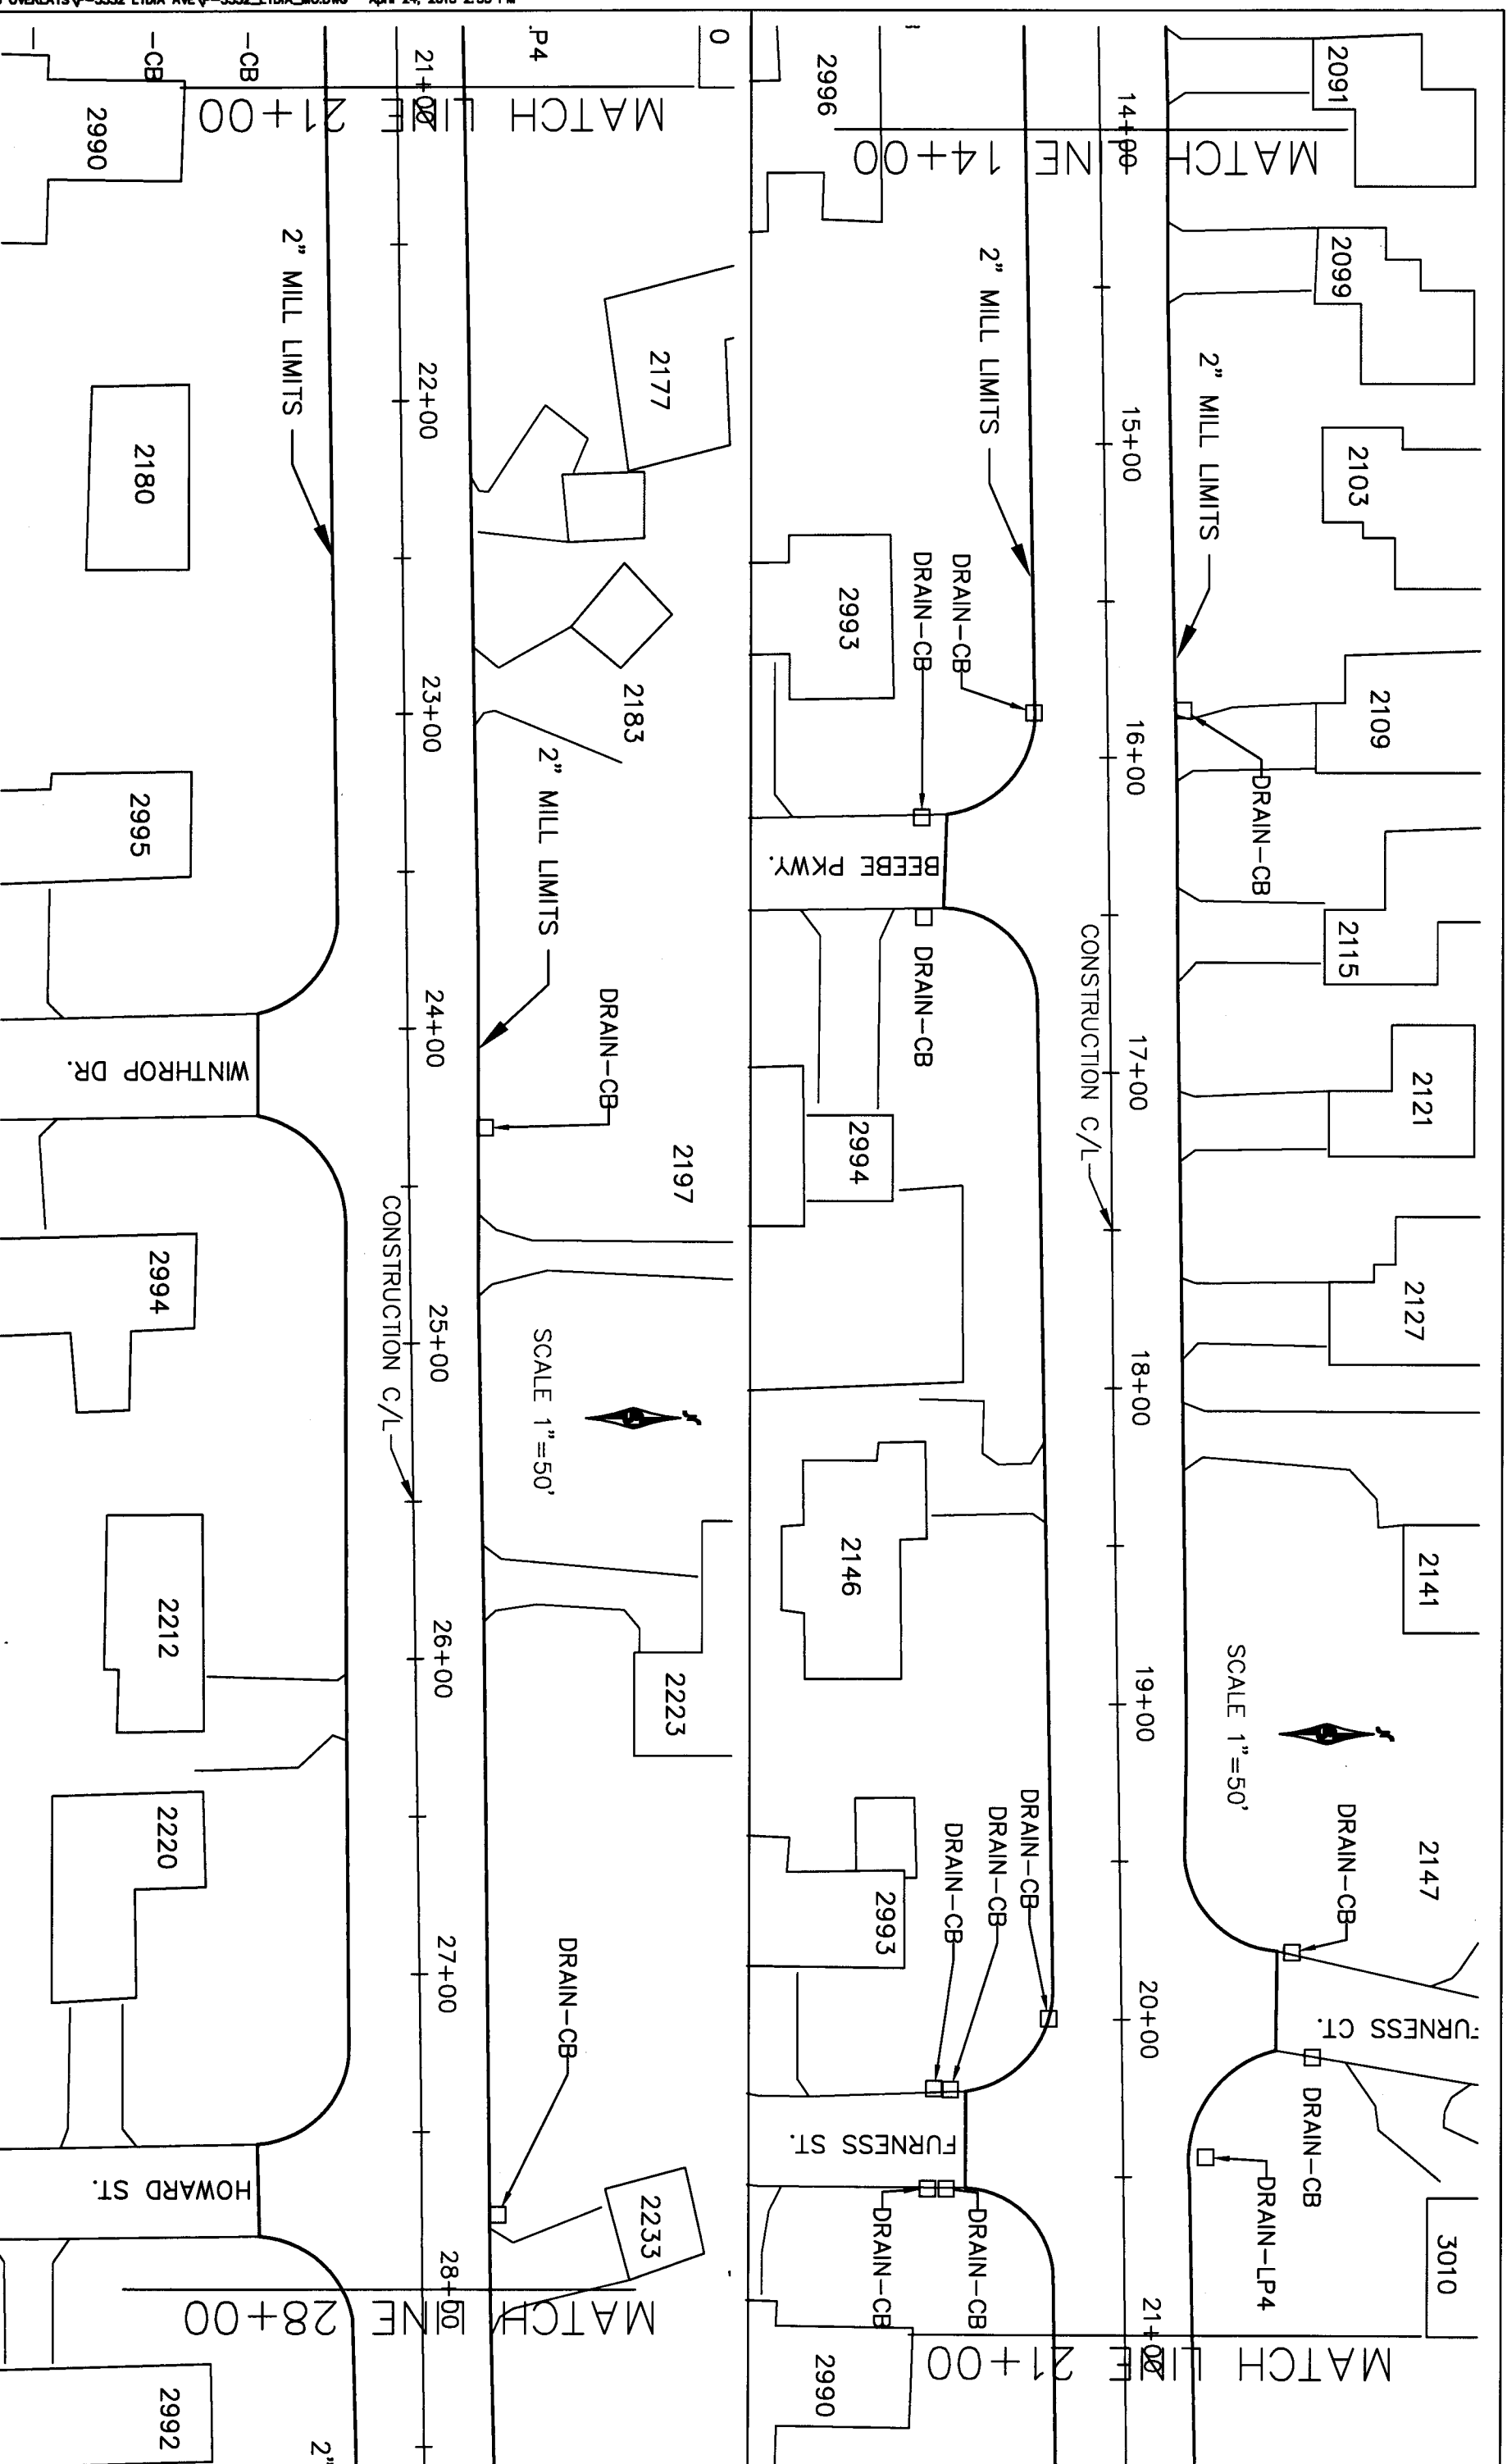 MATCH LINE 14+00
14+00
15+00
16+00
17+00
18+00
19+00
20+00
21+00
MATCH LINE 21+00
2091
2099
2103
2109
2115
2121
2127
2141
2147
3010
2" MILL LIMITS
DRAIN-CB
SCALE 1"=50'
DRAIN-CB
FURNESS CT.
DRAIN-CB
DRAIN-LP4
CONSTRUCTION C/L
2996
2" MILL LIMITS
2993
DRAIN-CB
DRAIN-CB
BEEBE PKWY.
DRAIN-CB
2994
2146
2993
DRAIN-CB
DRAIN-CB
DRAIN-CB
FURNESS ST.
DRAIN-CB
DRAIN-CB
2990
0
.P4
MATCH LINE 21+00
21+00
22+00
23+00
24+00
25+00
26+00
27+00
28+00
MATCH LINE 28+00
2177
2183
2" MILL LIMITS
DRAIN-CB
2197
SCALE 1"=50'
2223
DRAIN-CB
2233
CONSTRUCTION C/L
-CB
-CB
2990
2" MILL LIMITS
2180
2995
WINTHROP DR.
2994
2212
2220
HOWARD ST.
2992
2"